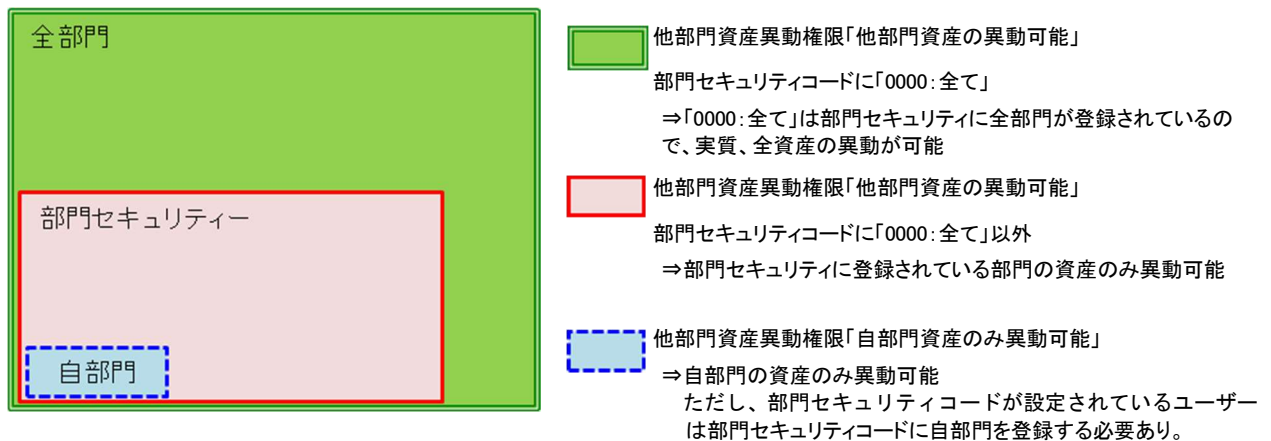 全部門
部門セキュリティー
自部門
他部門資産異動権限「他部門資産の異動可能」
部門セキュリティコードに「0000:全て」
⇒「0000:全て」は部門セキュリティに全部門が登録されているの
で、実質、全資産の異動が可能
他部門資産異動権限「他部門資産の異動可能」
部門セキュリティコードに「0000:全て」以外
⇒部門セキュリティに登録されている部門の資産のみ異動可能
他部門資産異動権限「自部門資産のみ異動可能」
⇒自部門の資産のみ異動可能
ただし、部門セキュリティコードが設定されているユーザー
は部門セキュリティコードに自部門を登録する必要あり。